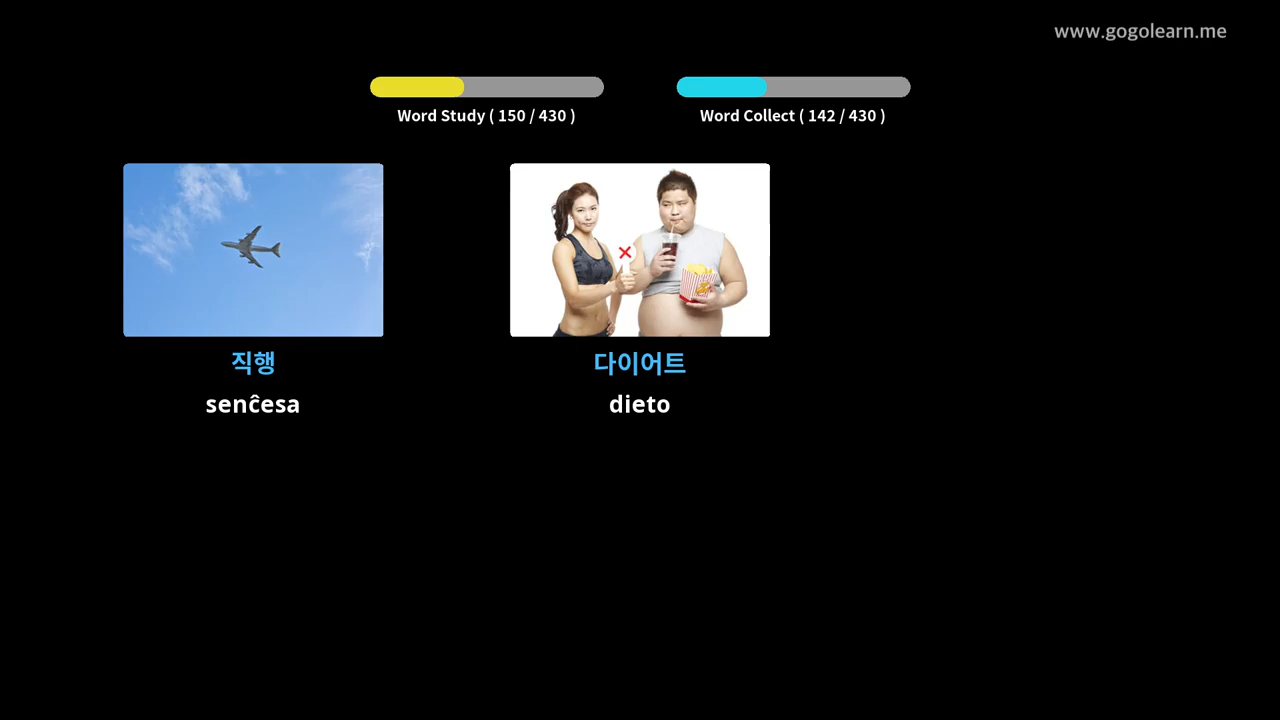 www.gogolearn.me
Word Study ( 150 / 430 )
Word Collect ( 142 / 430 )
직행
senĉesa
다이어트
dieto